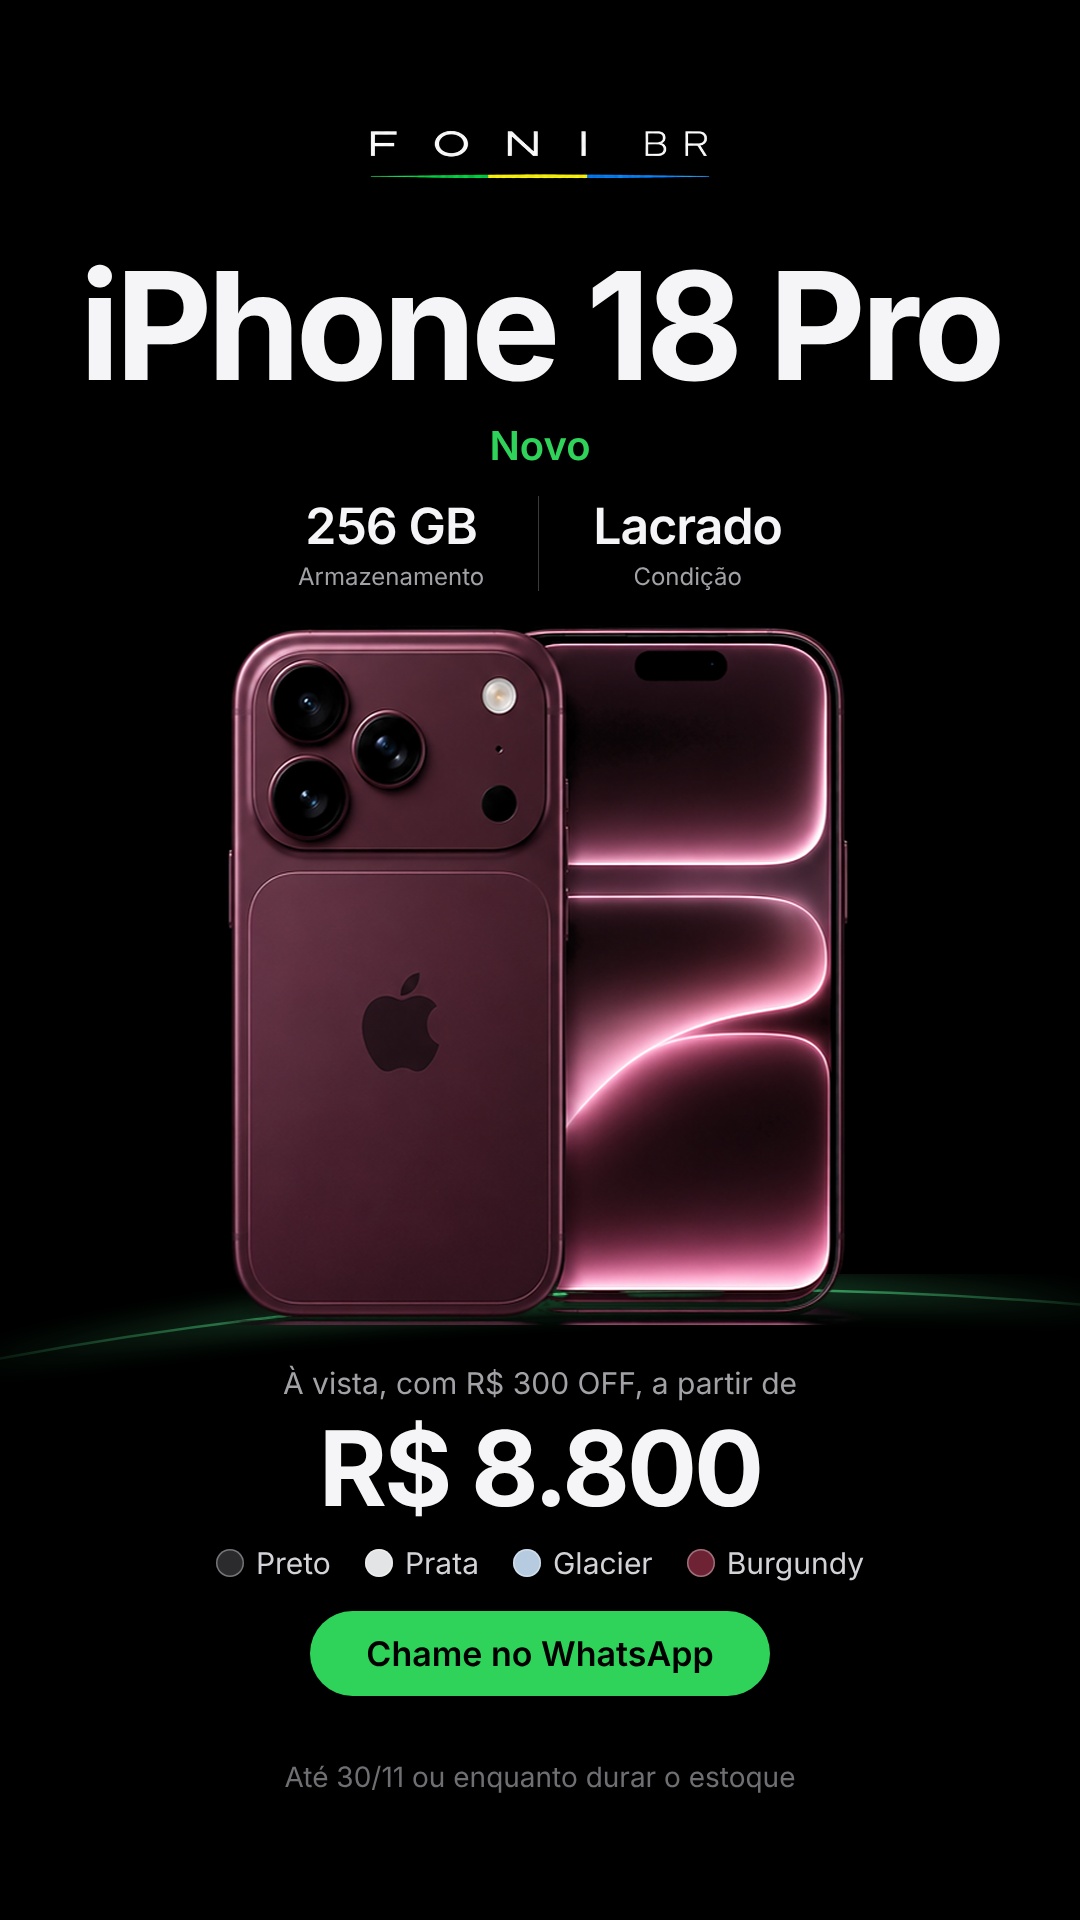 FONI BR
iPhone 18 Pro
Novo
256 GB
Armazenamento
Lacrado
Condição
À vista, com R$ 300 OFF, a partir de
R$ 8.800
Preto Prata Glacier Burgundy
Chame no WhatsApp
Até 30/11 ou enquanto durar o estoque